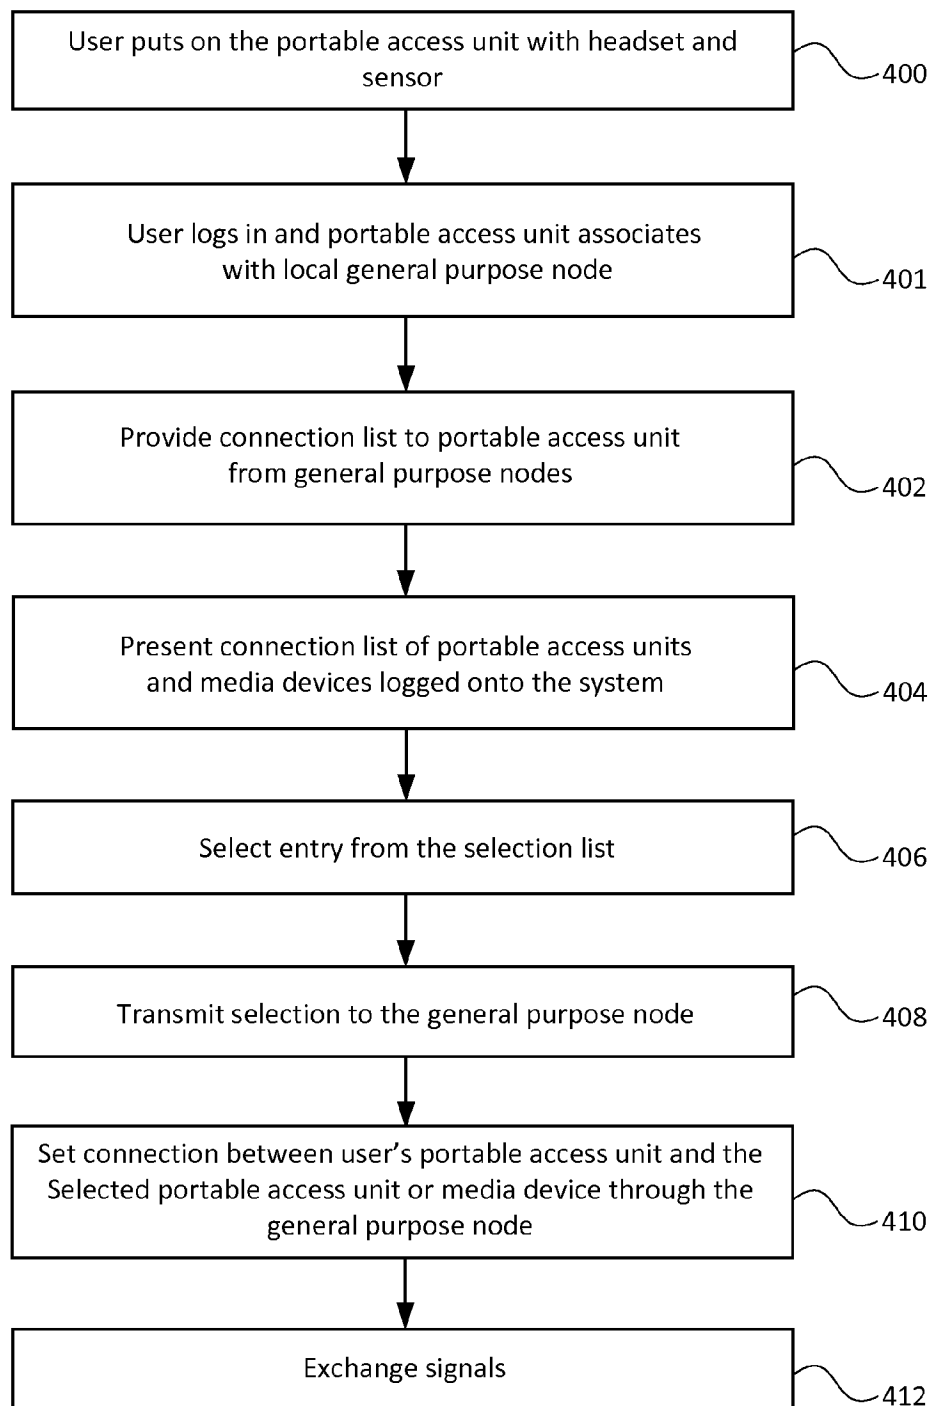 User puts on the portable access unit with headset and
sensor
400
User logs in and portable access unit associates
with local general purpose node
401
Provide connection list to portable access unit
from general purpose nodes
402
Present connection list of portable access units
and media devices logged onto the system
404
Select entry from the selection list
406
Transmit selection to the general purpose node
408
Set connection between user's portable access unit and the
Selected portable access unit or media device through the
general purpose node
410
Exchange signals
412